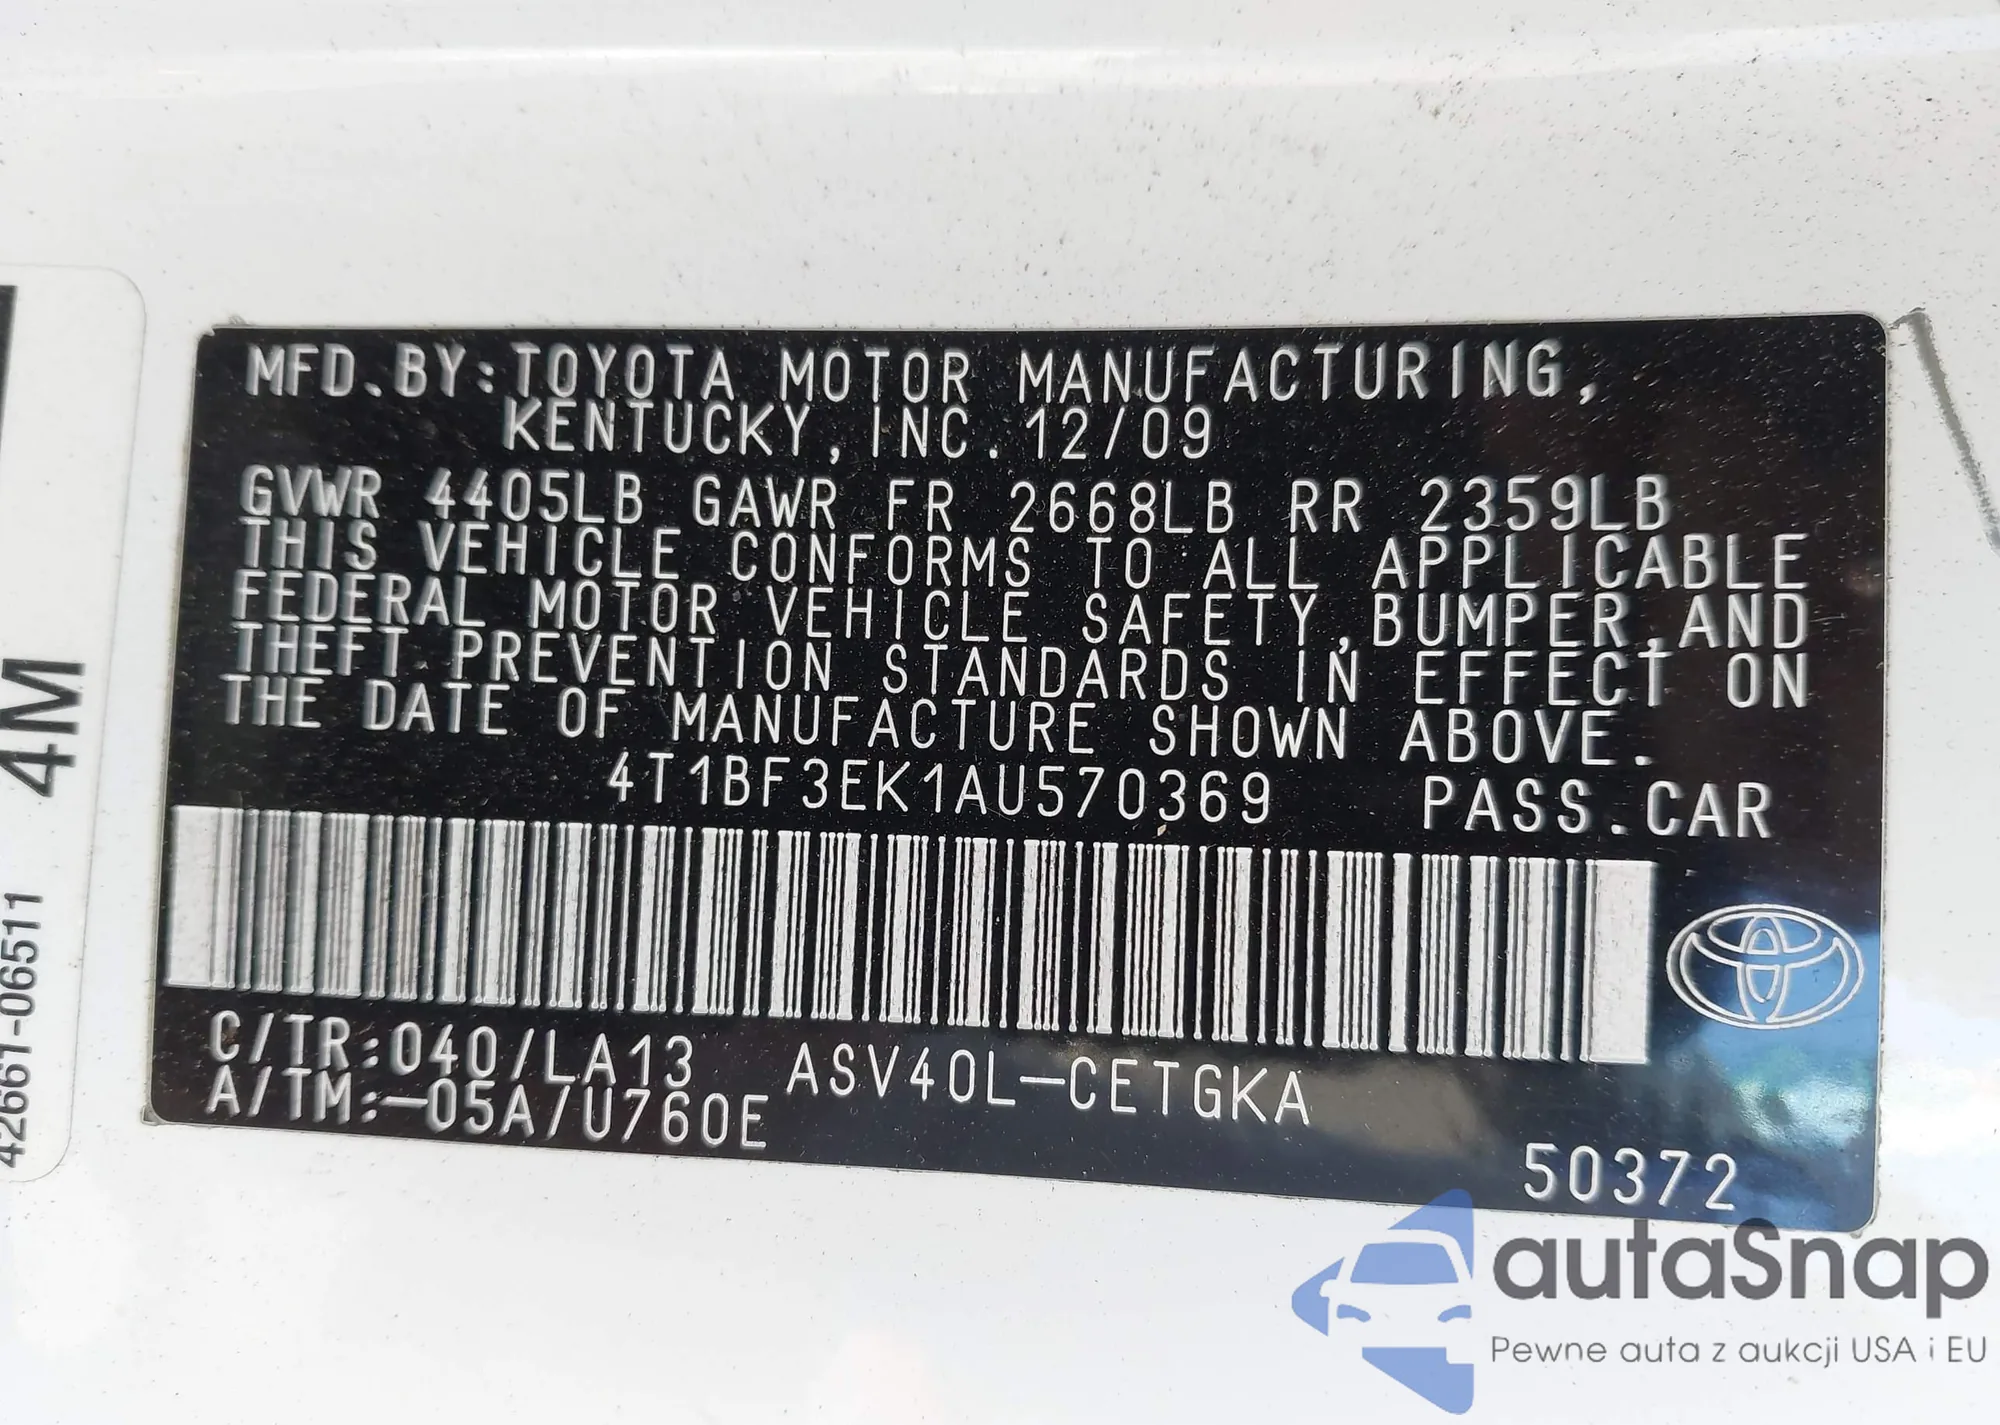 MFD.BY:TOYOTA MOTOR MANUFACTURING,
KENTUCKY,INC.12/09
GVWR 4405LB GAWR FR 2668LB RR 2359LB
THIS VEHICLE CONFORMS TO ALL APPLICABLE
FEDERAL MOTOR VEHICLE SAFETY,BUMPER,AND
THEFT PREVENTION STANDARDS IN EFFECT ON
THE DATE OF MANUFACTURE SHOWN ABOVE.
4T1BF3EK1AU570369 PASS.CAR
C/TR:040/LA13 ASV40L-CETGKA
A/TM:-05A/U760E
50372
4M
42661-06511
autaSnap
Pewne auta z aukcji USA i EU